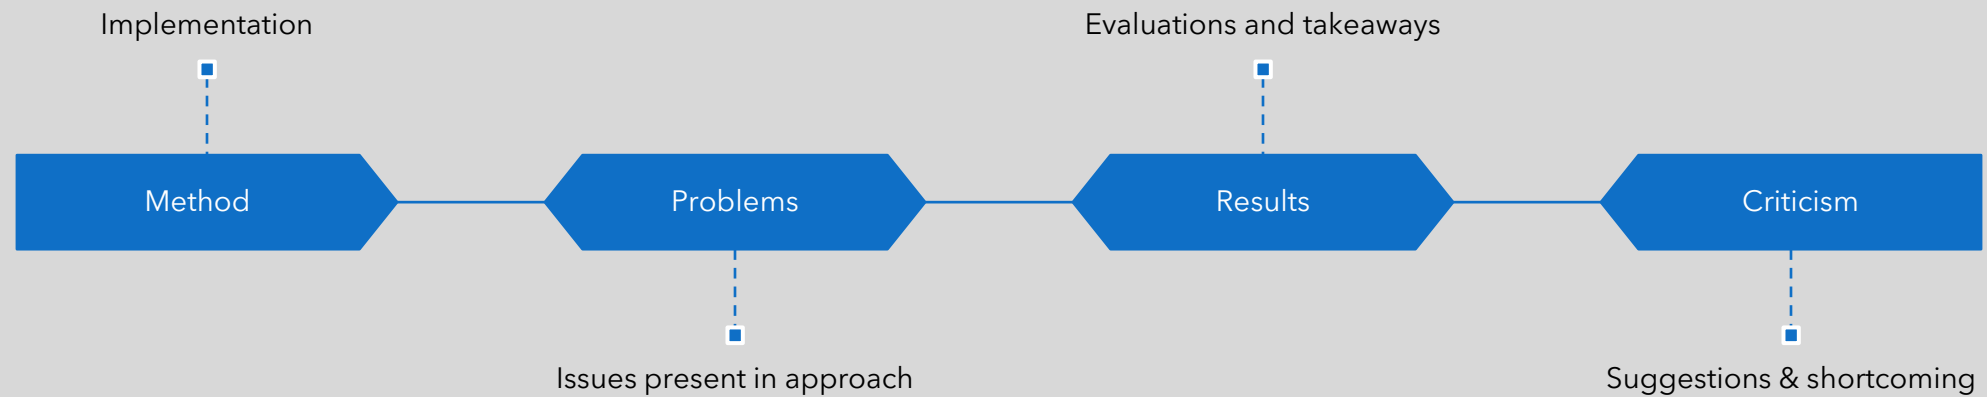 Implementation
Evaluations and takeaways
Method
Problems
Results
Criticism
Issues present in approach
Suggestions & shortcoming